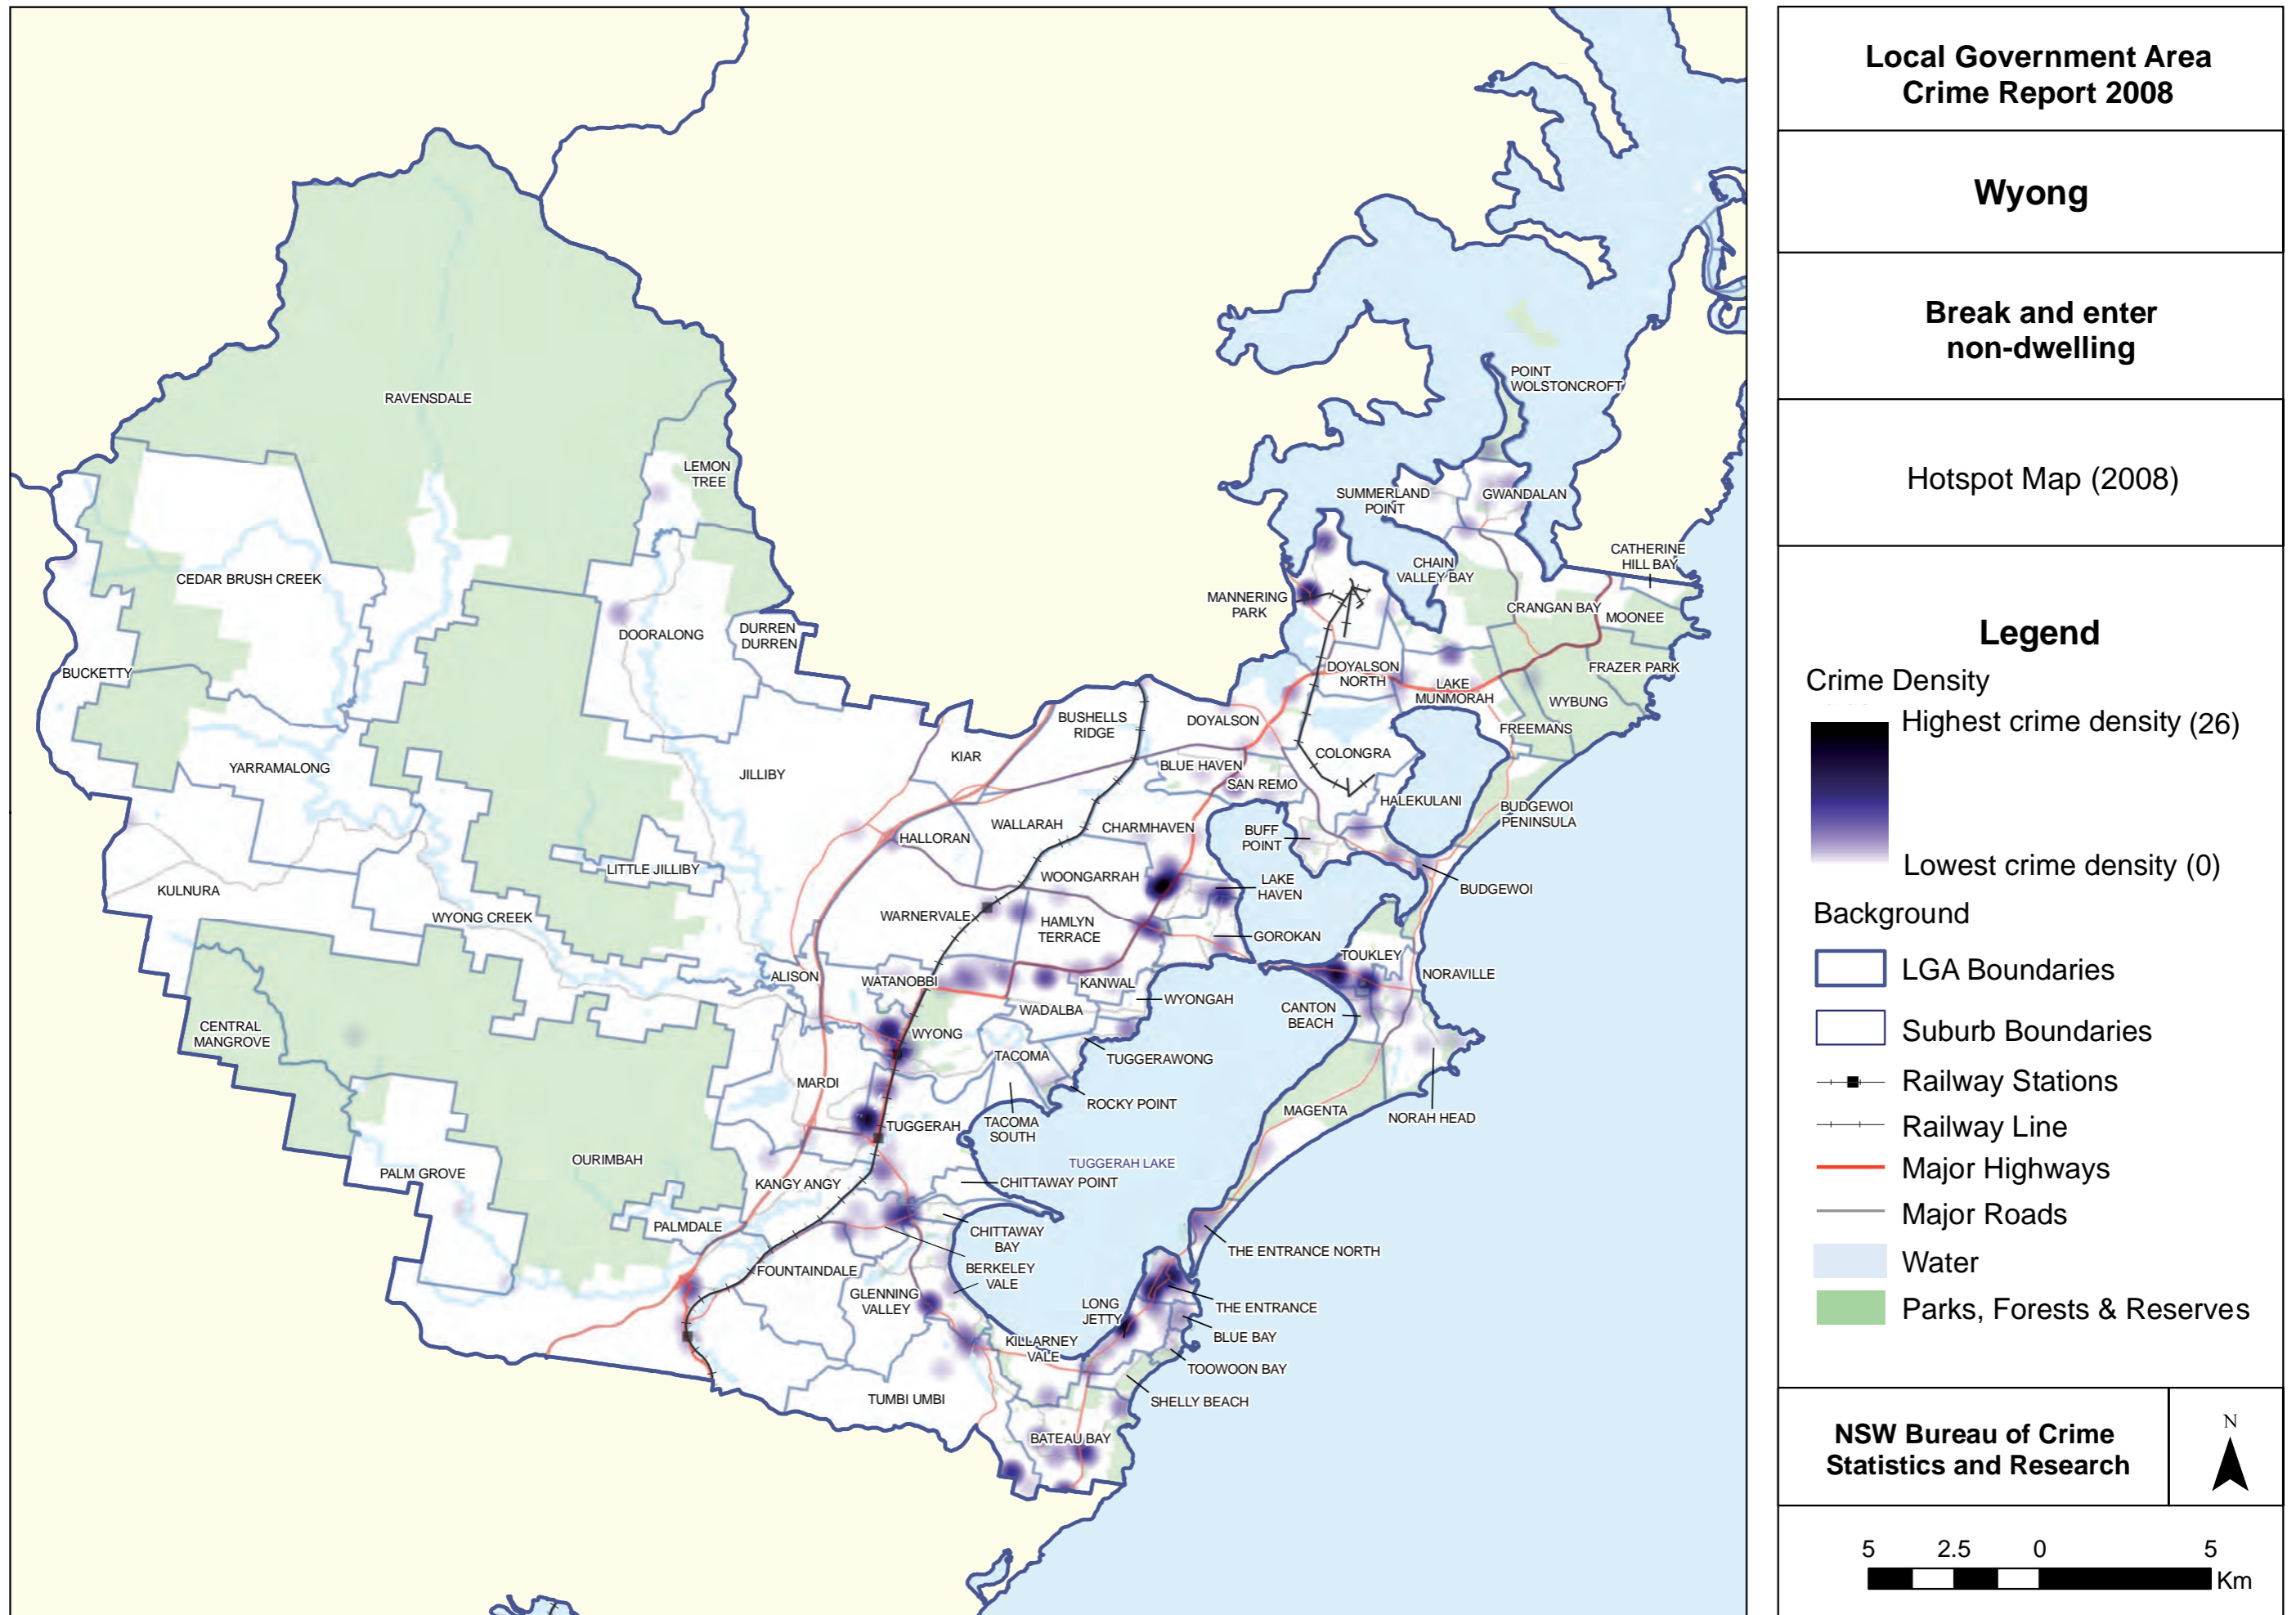 Local Government Area
Crime Report 2008
Wyong
Break and enter
non-dwelling
Hotspot Map (2008)
Legend
Crime Density
Highest crime density (26)
Lowest crime density (0)
Background
LGA Boundaries
Suburb Boundaries
Railway Stations
Railway Line
Major Highways
Major Roads
Water
Parks, Forests & Reserves
NSW Bureau of Crime
Statistics and Research
N
5 2.5 0 5
Km
RAVENSDALE
POINT
WOLSTONCROFT
LEMON
TREE
SUMMERLAND
POINT
GWANDALAN
CATHERINE
HILL BAY
CEDAR BRUSH CREEK
CHAIN
VALLEY BAY
MANNERING
PARK
CRANGAN BAY
MOONEE
DOORALONG
DURREN
DURREN
BUCKETTY
DOYALSON
NORTH
FRAZER PARK
LAKE
MUNMORAH
WYBUNG
BUSHELLS
RIDGE
DOYALSON
FREEMANS
KIAR
COLONGRA
YARRAMALONG
JILLIBY
BLUE HAVEN
SAN REMO
HALEKULANI
BUDGEWOI
PENINSULA
WALLARAH
CHARMHAVEN
HALLORAN
BUFF
POINT
LITTLE JILLIBY
WOONGARRAH
LAKE
HAVEN
BUDGEWOI
KULNURA
WYONG CREEK
WARNERVALE
HAMLYN
TERRACE
GOROKAN
TOUKLEY
NORAVILLE
ALISON
WATANOBBI
KANWAL
WYONGAH
WADALBA
CANTON
BEACH
CENTRAL
MANGROVE
WYONG
TACOMA
TUGGERAWONG
MARDI
ROCKY POINT
MAGENTA
NORAH HEAD
TUGGERAH
TACOMA
SOUTH
OURIMBAH
TUGGERAH LAKE
PALM GROVE
KANGY ANGY
CHITTAWAY POINT
PALMDALE
CHITTAWAY
BAY
THE ENTRANCE NORTH
FOUNTAINDALE
BERKELEY
VALE
GLENNING
VALLEY
LONG
JETTY
THE ENTRANCE
BLUE BAY
KILLARNEY
VALE
TOOWOON BAY
TUMBI UMBI
SHELLY BEACH
BATEAU BAY